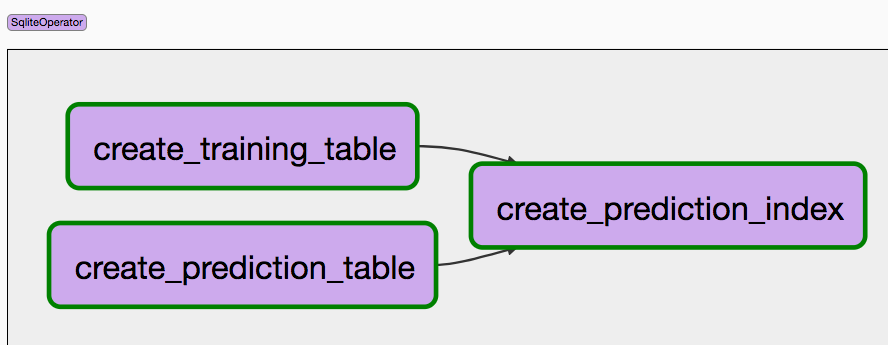 SqliteOperator
create_training_table
create_prediction_index
create_prediction_table